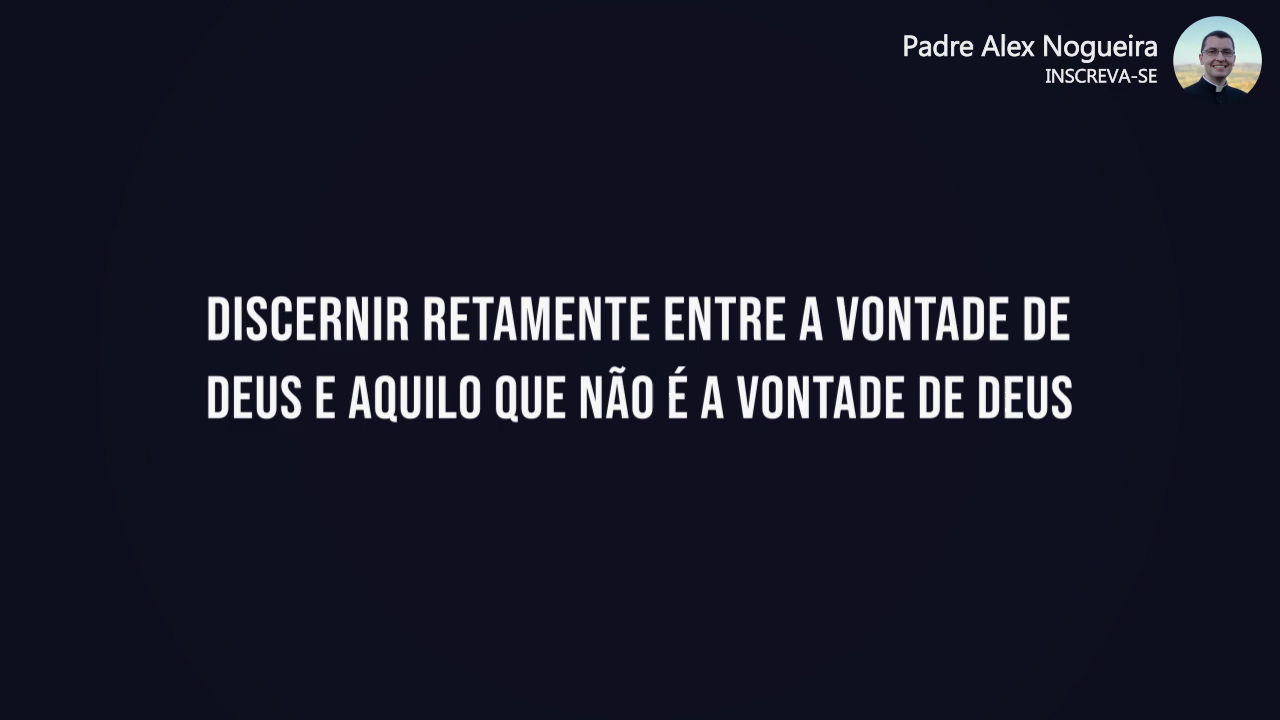 Padre Alex Nogueira
INSCREVA-SE
DISCERNIR RETAMENTE ENTRE A VONTADE DE
DEUS E AQUILO QUE NÃO É A VONTADE DE DEUS